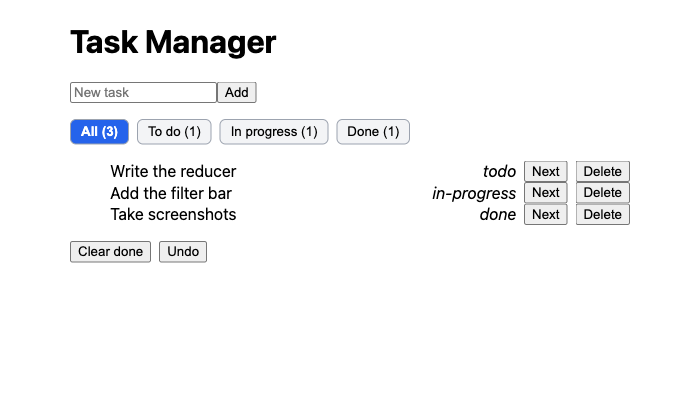 Task Manager
New task Add
All (3) To do (1) In progress (1) Done (1)
Write the reducer todo Next Delete
Add the filter bar in-progress Next Delete
Take screenshots done Next Delete
Clear done Undo